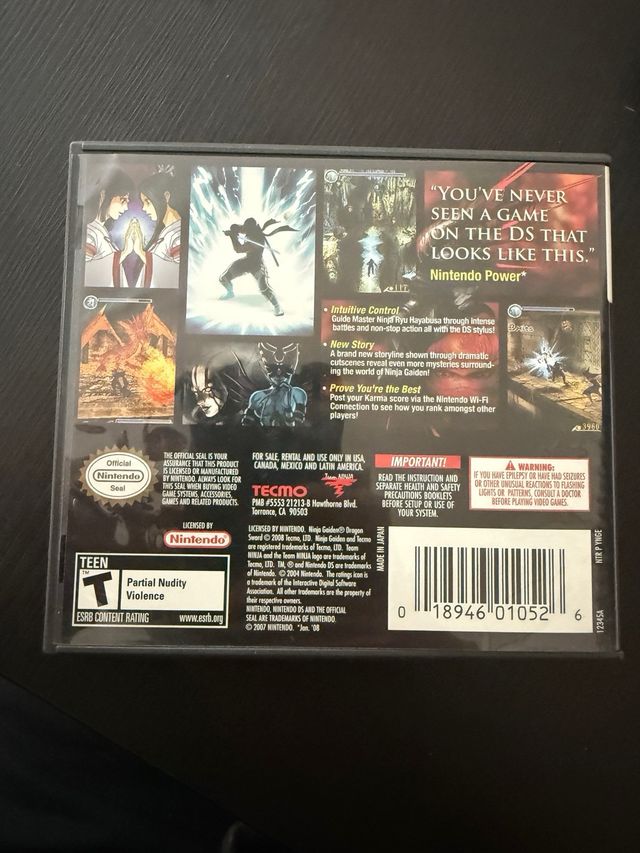 "YOU'VE NEVER
SEEN A GAME
ON THE DS THAT
LOOKS LIKE THIS."
Nintendo Power*
• Intuitive Control
Guide Master Ninja Ryu Hayabusa through intense
battles and non-stop action all with the DS stylus!
• New Story
A brand new storyline shown through dramatic
cutscenes reveal even more mysteries surround-
ing the world of Ninja Gaiden!
• Prove You're the Best
Post your Karma score via the Nintendo Wi-Fi
Connection to see how you rank amongst other
players!
117
3960
Official
Nintendo
Seal
THE OFFICIAL SEAL IS YOUR
ASSURANCE THAT THIS PRODUCT
IS LICENSED OR MANUFACTURED
BY NINTENDO. ALWAYS LOOK FOR
THIS SEAL WHEN BUYING VIDEO
GAME SYSTEMS, ACCESSORIES,
GAMES AND RELATED PRODUCTS.
LICENSED BY
Nintendo
FOR SALE, RENTAL AND USE ONLY IN USA,
CANADA, MEXICO AND LATIN AMERICA.
Team NINJA
TECMO
PMB #5553 21213-B Hawthorne Blvd.
Torrance, CA 90503
LICENSED BY NINTENDO. Ninja Gaiden® Dragon
Sword © 2008 Tecmo, LTD. Ninja Gaiden and Tecmo
are registered trademarks of Tecmo, LTD. Team
NINJA and the Team NINJA logo are trademarks of
Tecmo, LTD. TM, ® and Nintendo DS are trademarks
of Nintendo. © 2004 Nintendo. The ratings icon is
a trademark of the Interactive Digital Software
Association. All other trademarks are the property of
their respective owners.
NINTENDO, NINTENDO DS AND THE OFFICIAL
SEAL ARE TRADEMARKS OF NINTENDO.
© 2007 NINTENDO. *Jan. '08
IMPORTANT!
READ THE INSTRUCTION AND
SEPARATE HEALTH AND SAFETY
PRECAUTIONS BOOKLETS
BEFORE SETUP OR USE OF
YOUR SYSTEM.
WARNING:
IF YOU HAVE EPILEPSY OR HAVE HAD SEIZURES
OR OTHER UNUSUAL REACTIONS TO FLASHING
LIGHTS OR PATTERNS, CONSULT A DOCTOR
BEFORE PLAYING VIDEO GAMES.
TEEN
T
TM
Partial Nudity
Violence
ESRB CONTENT RATING
www.esrb.org
MADE IN JAPAN
0 18946 01052 6
12345A
NTR P YNGE